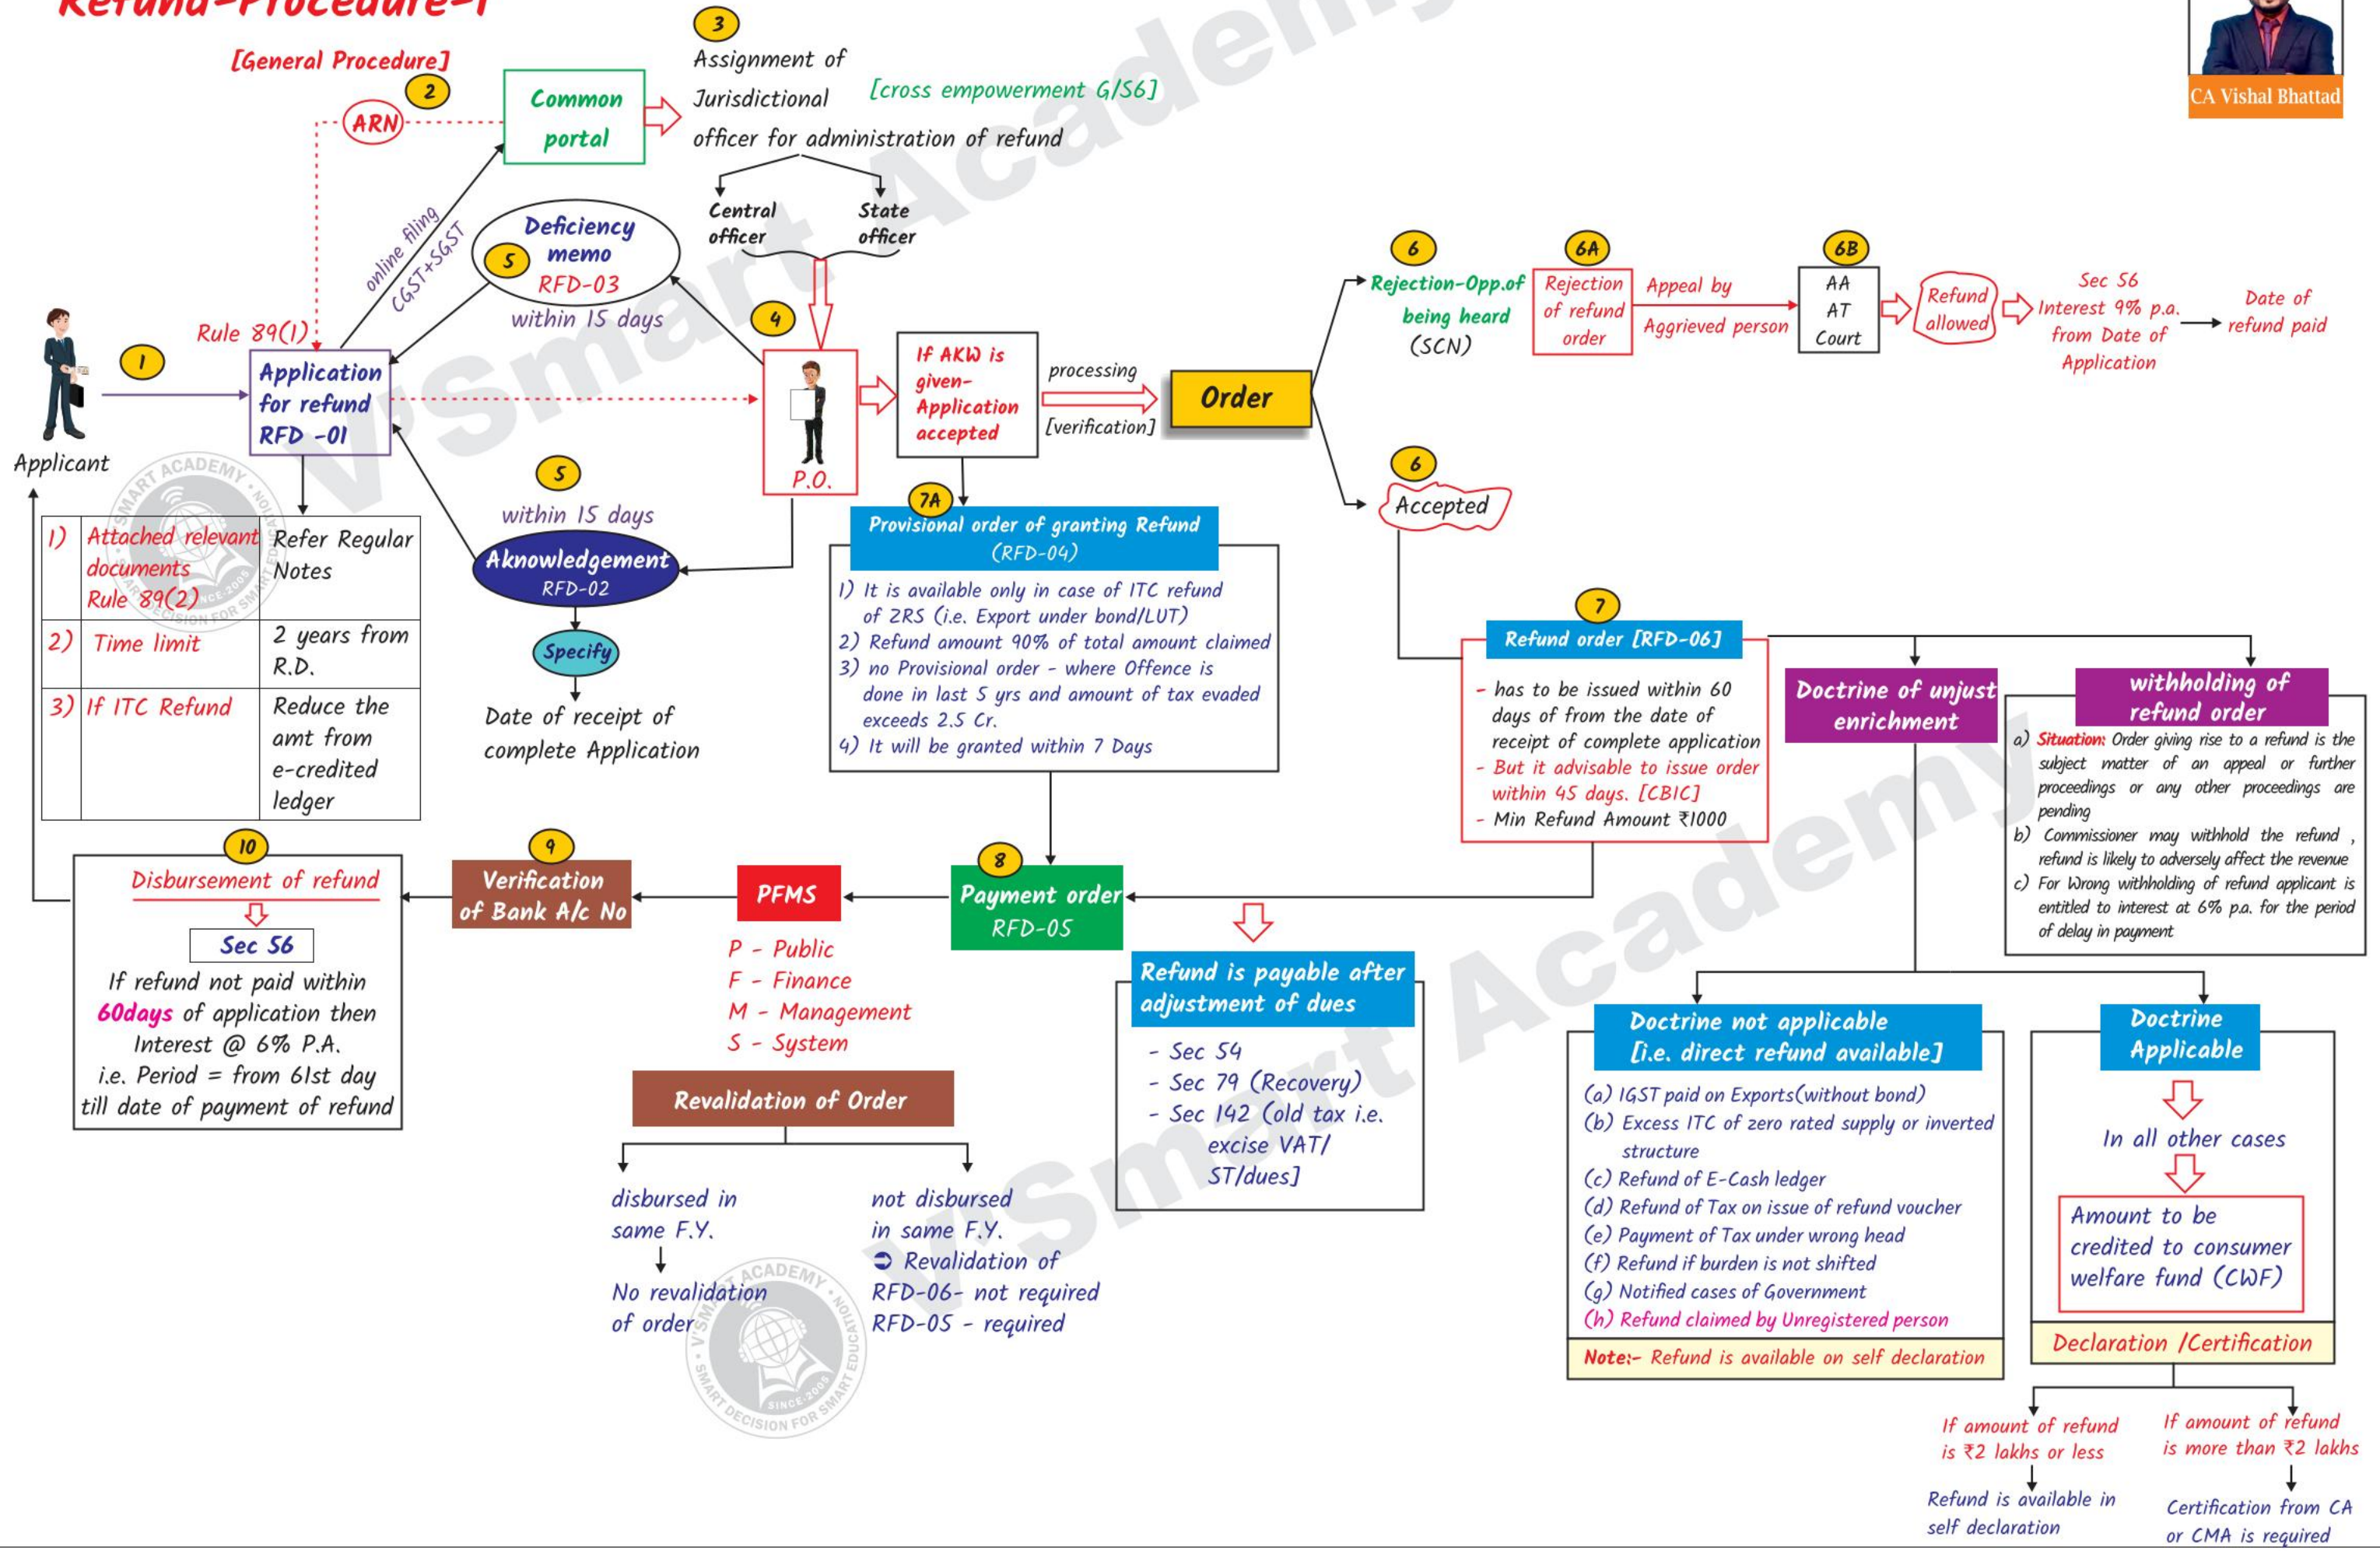 Refund-Procedure-I
[General Procedure]
CA Vishal Bhattad
3
Assignment of
Jurisdictional
officer for administration of refund
[cross empowerment G/S6]
2
ARN
Common
portal
online filing
CGST+SGST
Central
officer
State
officer
Deficiency
5
memo
RFD-03
within 15 days
4
1
Rule 89(1)
Application
for refund
RFD -01
Applicant
P.O.
If AKW is
given-
Application
accepted
processing
[verification]
Order
6
Rejection-Opp.of
being heard
(SCN)
6A
Rejection
of refund
order
Appeal by
Aggrieved person
6B
AA
AT
Court
Refund
allowed
Sec 56
Interest 9% p.a.
from Date of
Application
Date of
refund paid
6
Accepted
5
within 15 days
Aknowledgement
RFD-02
Specify
Date of receipt of
complete Application
1) Attached relevant
documents
Rule 89(2)
Refer Regular
Notes
2) Time limit
2 years from
R.D.
3) If ITC Refund
Reduce the
amt from
e-credited
ledger
7A
Provisional order of granting Refund
(RFD-04)
1) It is available only in case of ITC refund
of ZRS (i.e. Export under bond/LUT)
2) Refund amount 90% of total amount claimed
3) no Provisional order - where Offence is
done in last 5 yrs and amount of tax evaded
exceeds 2.5 Cr.
4) It will be granted within 7 Days
7
Refund order [RFD-06]
- has to be issued within 60
days of from the date of
receipt of complete application
- But it advisable to issue order
within 45 days. [CBIC]
- Min Refund Amount ₹1000
Doctrine of unjust
enrichment
withholding of
refund order
a) Situation: Order giving rise to a refund is the
subject matter of an appeal or further
proceedings or any other proceedings are
pending
b) Commissioner may withhold the refund ,
refund is likely to adversely affect the revenue
c) For Wrong withholding of refund applicant is
entitled to interest at 6% p.a. for the period
of delay in payment
10
Disbursement of refund
Sec 56
If refund not paid within
60days of application then
Interest @ 6% P.A.
i.e. Period = from 61st day
till date of payment of refund
9
Verification
of Bank A/c No
PFMS
P - Public
F - Finance
M - Management
S - System
8
Payment order
RFD-05
Refund is payable after
adjustment of dues
- Sec 54
- Sec 79 (Recovery)
- Sec 142 (old tax i.e.
excise VAT/
ST/dues]
Revalidation of Order
disbursed in
same F.Y.
No revalidation
of order
not disbursed
in same F.Y.
➲ Revalidation of
RFD-06- not required
RFD-05 - required
Doctrine not applicable
[i.e. direct refund available]
(a) IGST paid on Exports(without bond)
(b) Excess ITC of zero rated supply or inverted
structure
(c) Refund of E-Cash ledger
(d) Refund of Tax on issue of refund voucher
(e) Payment of Tax under wrong head
(f) Refund if burden is not shifted
(g) Notified cases of Government
(h) Refund claimed by Unregistered person
Note:- Refund is available on self declaration
Doctrine
Applicable
In all other cases
Amount to be
credited to consumer
welfare fund (CWF)
Declaration /Certification
If amount of refund
is ₹2 lakhs or less
Refund is available in
self declaration
If amount of refund
is more than ₹2 lakhs
Certification from CA
or CMA is required
V'Smart Academy
V'Smart Academy
V'SMART ACADEMY
SINCE-2005
SMART DECISION FOR SMART EDUCATION